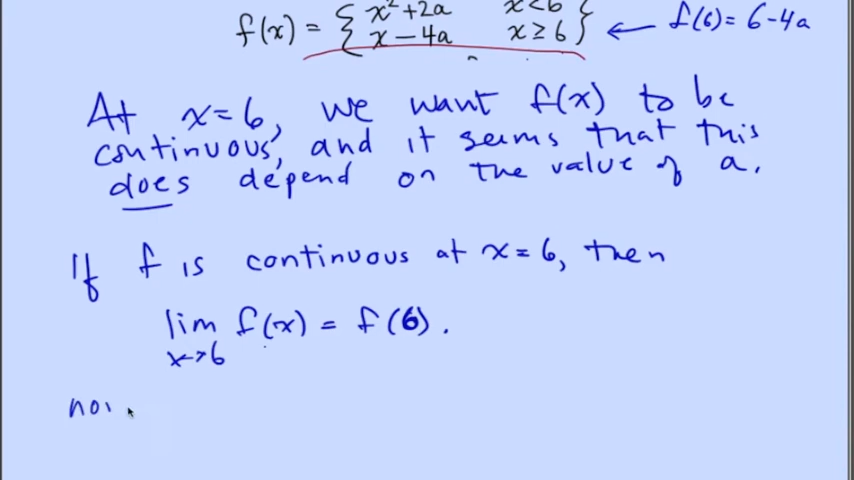 f(x) = { x²+2a x<6
x-4a x≥6 } ← f(6) = 6-4a
At x=6, we want f(x) to be
continuous, and it seems that this
does depend on the value of a.
If f is continuous at x=6, then
lim f(x) = f(6).
x→6